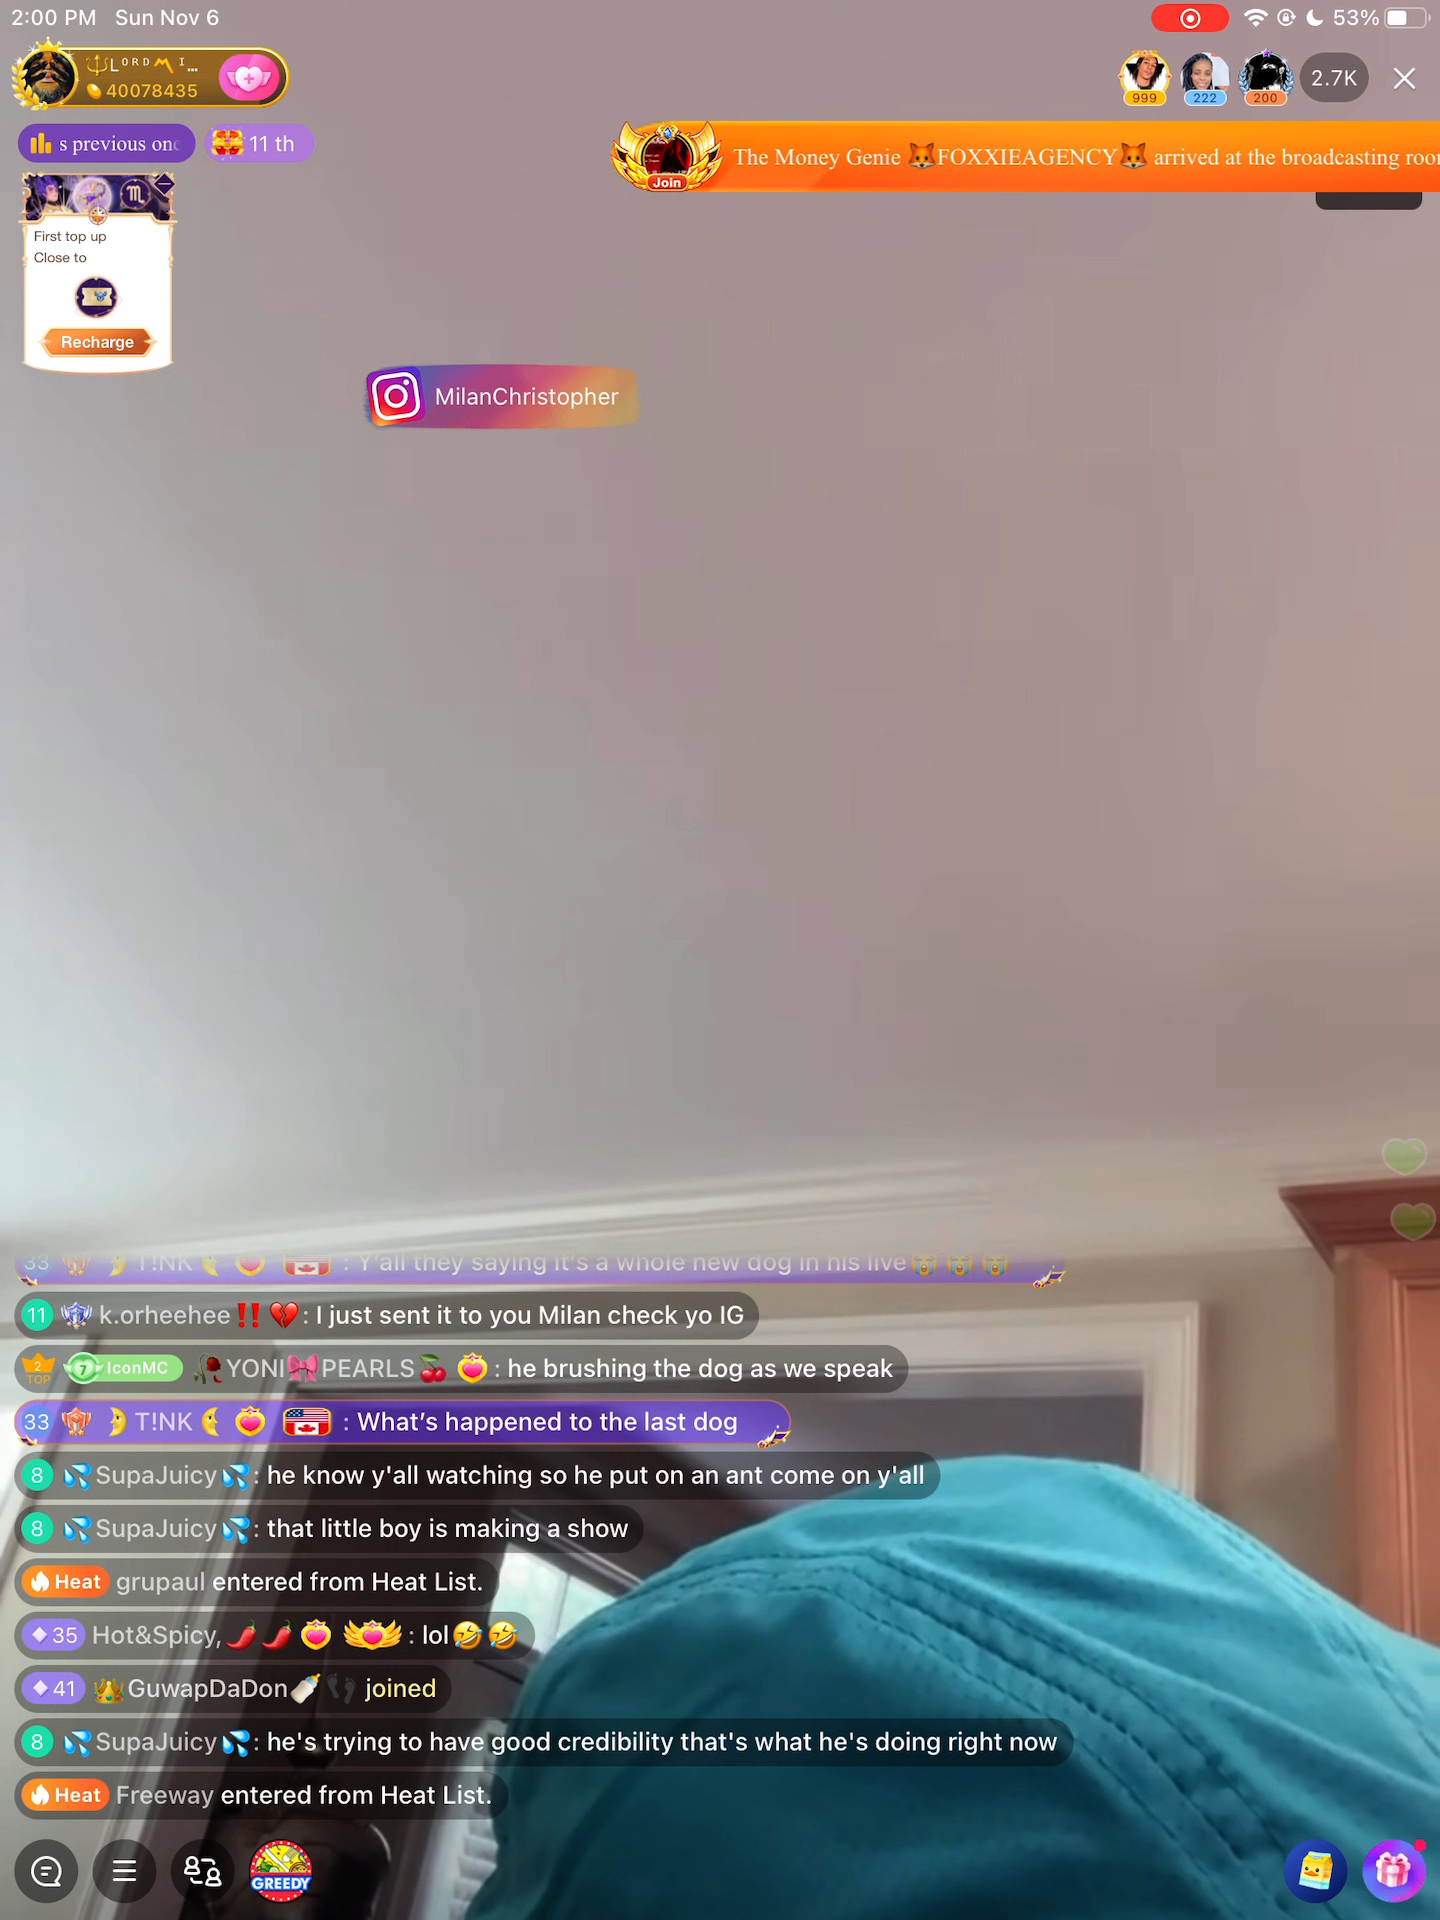 2:00 PM Sun Nov 6
53%
🔱Lᴼᴿᴰ〽️ ᴵ...
40078435
999
222
200
2.7K
s previous on
11 th
Join
The Money Genie 🦊FOXXIEAGENCY🦊 arrived at the broadcasting roo
First top up
Close to
Recharge
MilanChristopher
33 🌛T!NK🌜 : Y'all they saying it's a whole new dog in his live😭😭😭
11 k.orheehee‼️💔: I just sent it to you Milan check yo IG
2 TOP 7 IconMC 🥀YONI🎀PEARLS🍒 : he brushing the dog as we speak
33 🌛T!NK🌜 : What's happened to the last dog
8 💦SupaJuicy💦: he know y'all watching so he put on an ant come on y'all
8 💦SupaJuicy💦: that little boy is making a show
Heat grupaul entered from Heat List.
35 Hot&Spicy,🌶️🌶️ : lol🤣🤣
41 👑GuwapDaDon🍼👣 joined
8 💦SupaJuicy💦: he's trying to have good credibility that's what he's doing right now
Heat Freeway entered from Heat List.
GREEDY